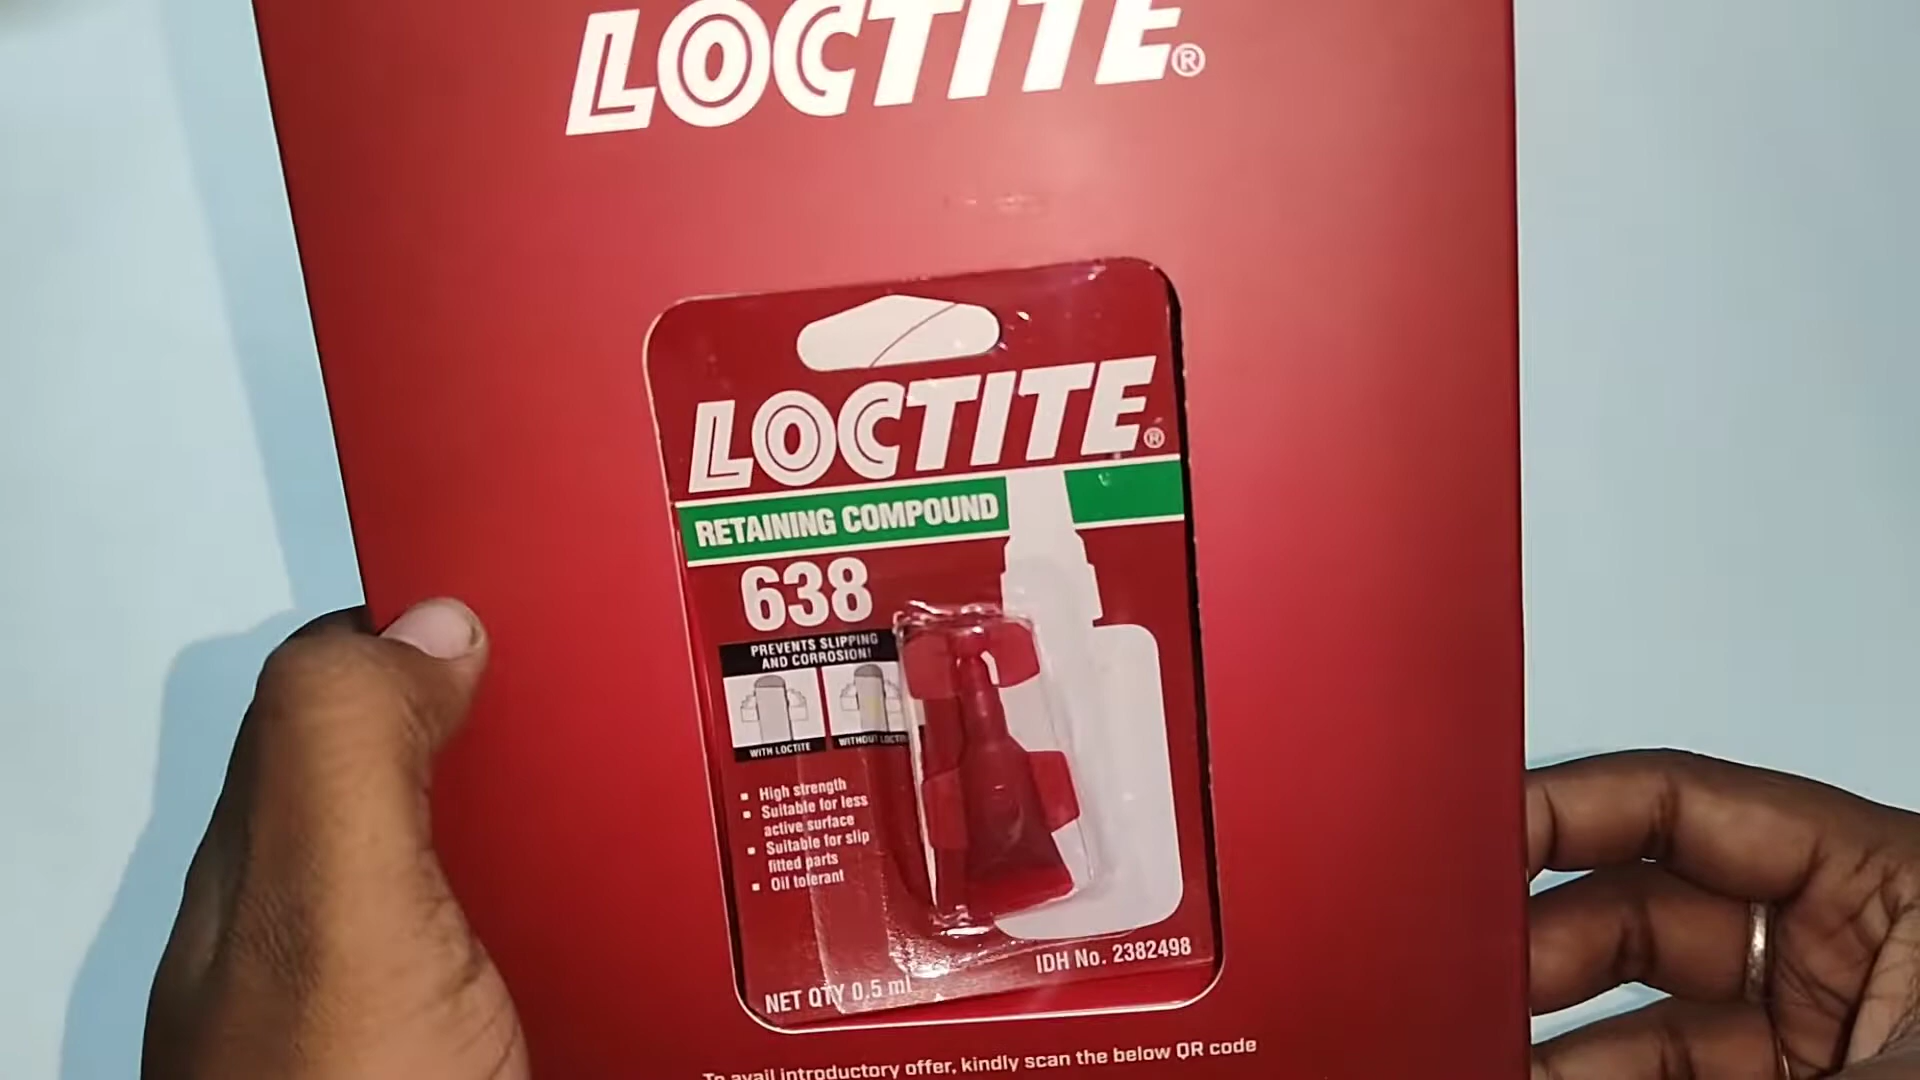 LOCTITE®
LOCTITE®
RETAINING COMPOUND
638
PREVENTS SLIPPING
AND CORROSION!
WITH LOCTITE
WITHOUT LOCTITE
▪ High strength
▪ Suitable for less
active surface
▪ Suitable for slip
fitted parts
▪ Oil tolerant
NET QTY 0.5 ml
IDH No. 2382498
To avail introductory offer, kindly scan the below QR code